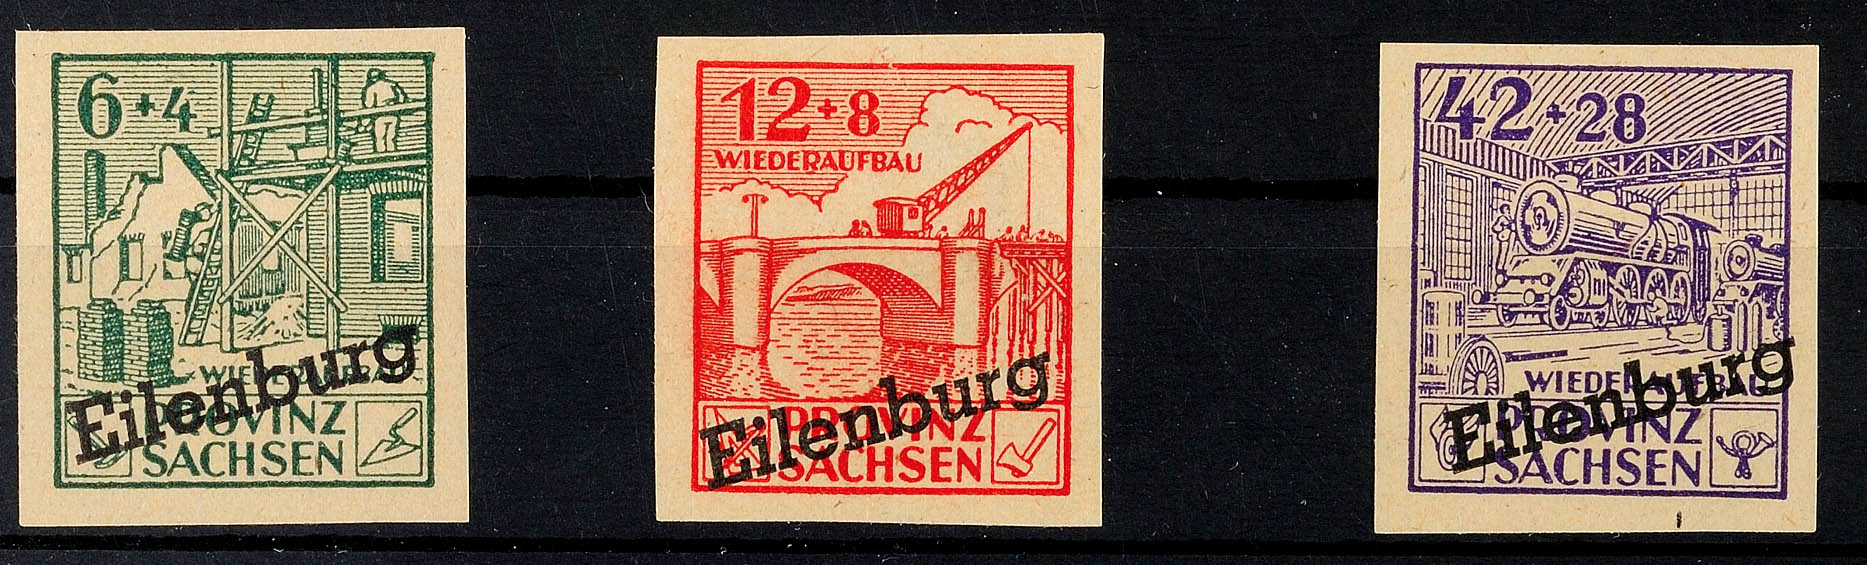 6+4
WIEDERAUFBAU
Eilenburg
PROVINZ
SACHSEN
12+8
WIEDERAUFBAU
Eilenburg
PROVINZ
SACHSEN
42+28
WIEDERAUFBAU
Eilenburg
PROVINZ
SACHSEN